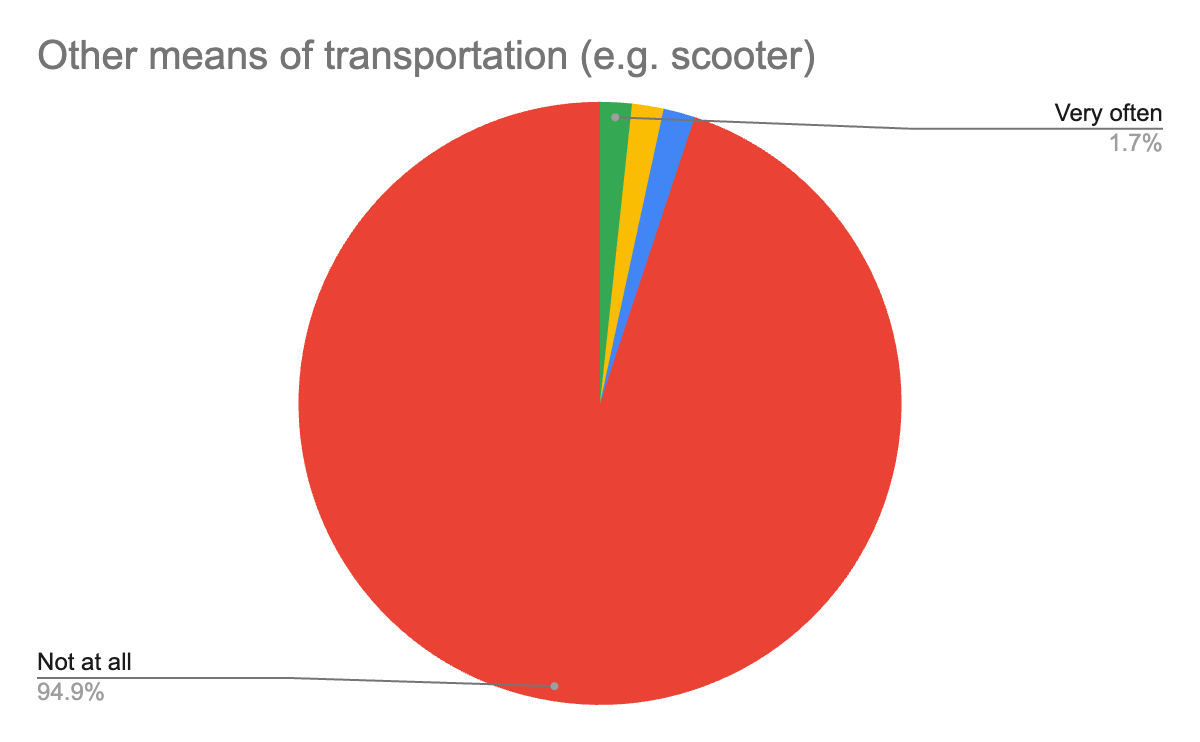 Other means of transportation (e.g. scooter)
Very often
1.7%
Not at all
94.9%